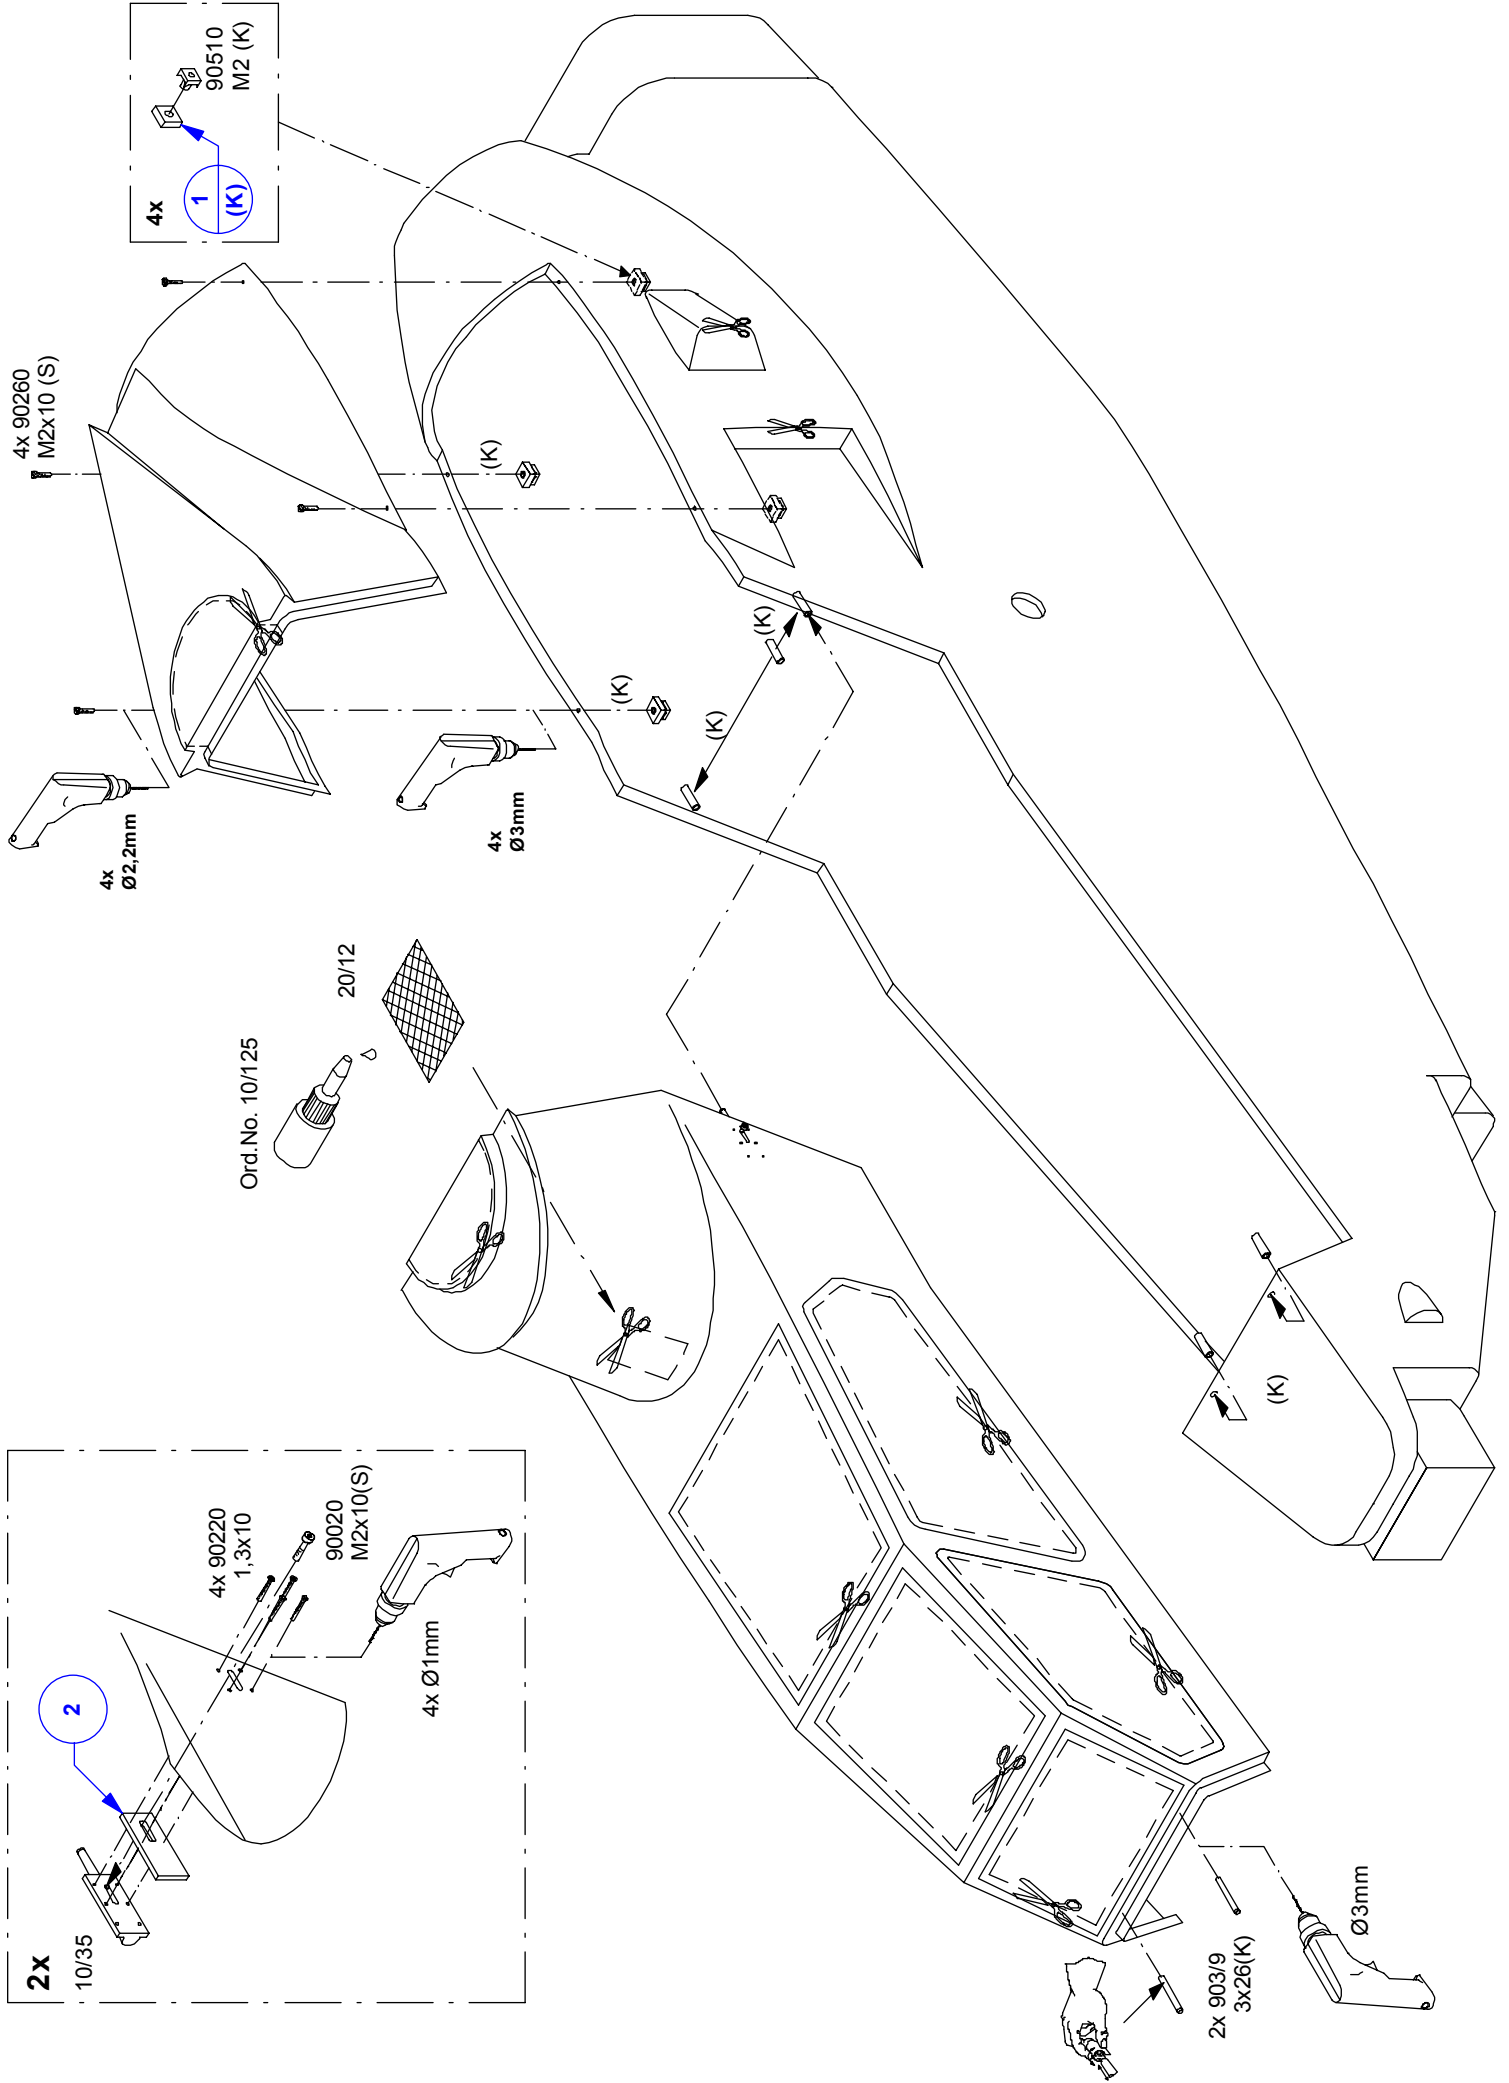 4x
1
(K)
90510
M2 (K)
4x 90260
M2x10 (S)
(K)
(K)
(K)
(K)
4x
Ø2,2mm
4x
Ø3mm
20/12
Ord.No. 10/125
(K)
2x
10/35
2
4x 90220
1,3x10
90020
M2x10(S)
4x Ø1mm
2x 903/9
3x26(K)
Ø3mm